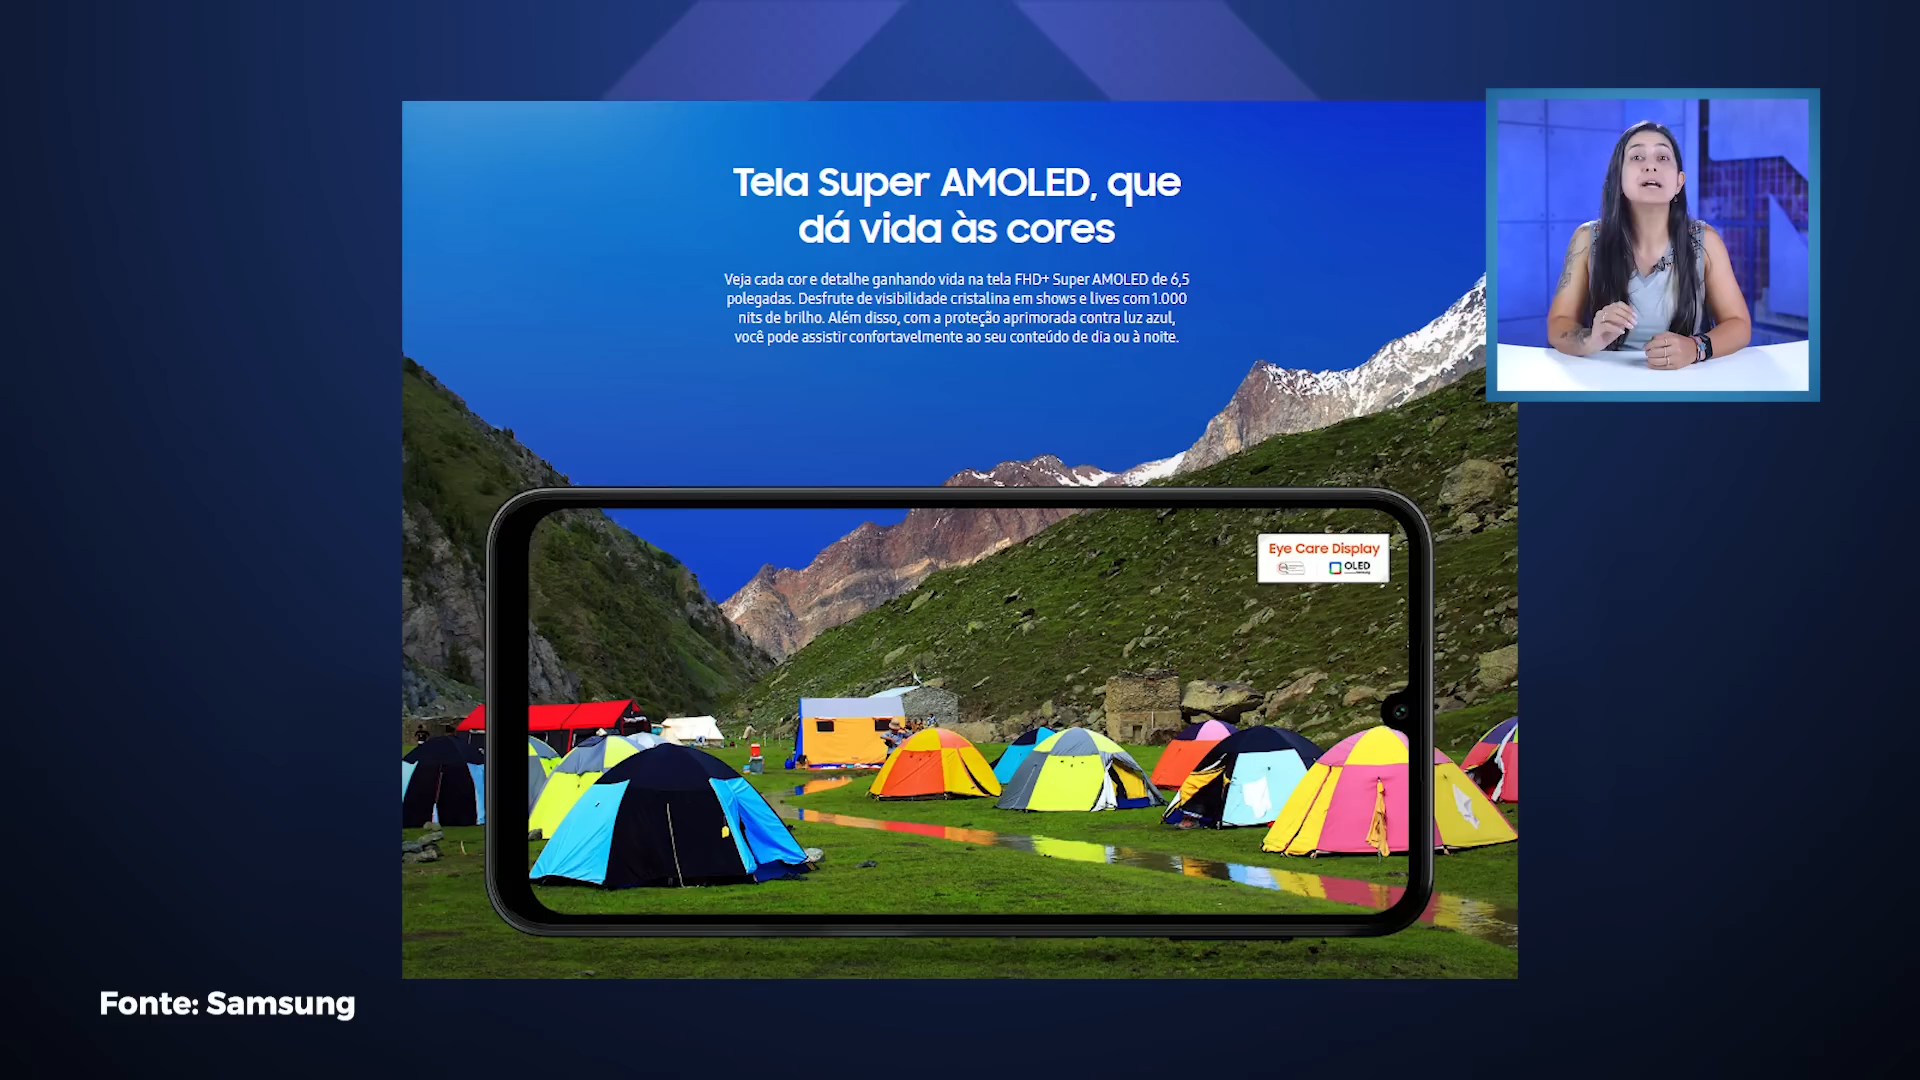 Tela Super AMOLED, que
dá vida às cores
Veja cada cor e detalhe ganhando vida na tela FHD+ Super AMOLED de 6,5
polegadas. Desfrute de visibilidade cristalina em shows e lives com 1.000
nits de brilho. Além disso, com a proteção aprimorada contra luz azul,
você pode assistir confortavelmente ao seu conteúdo de dia ou à noite.
Eye Care Display
OLED
Fonte: Samsung